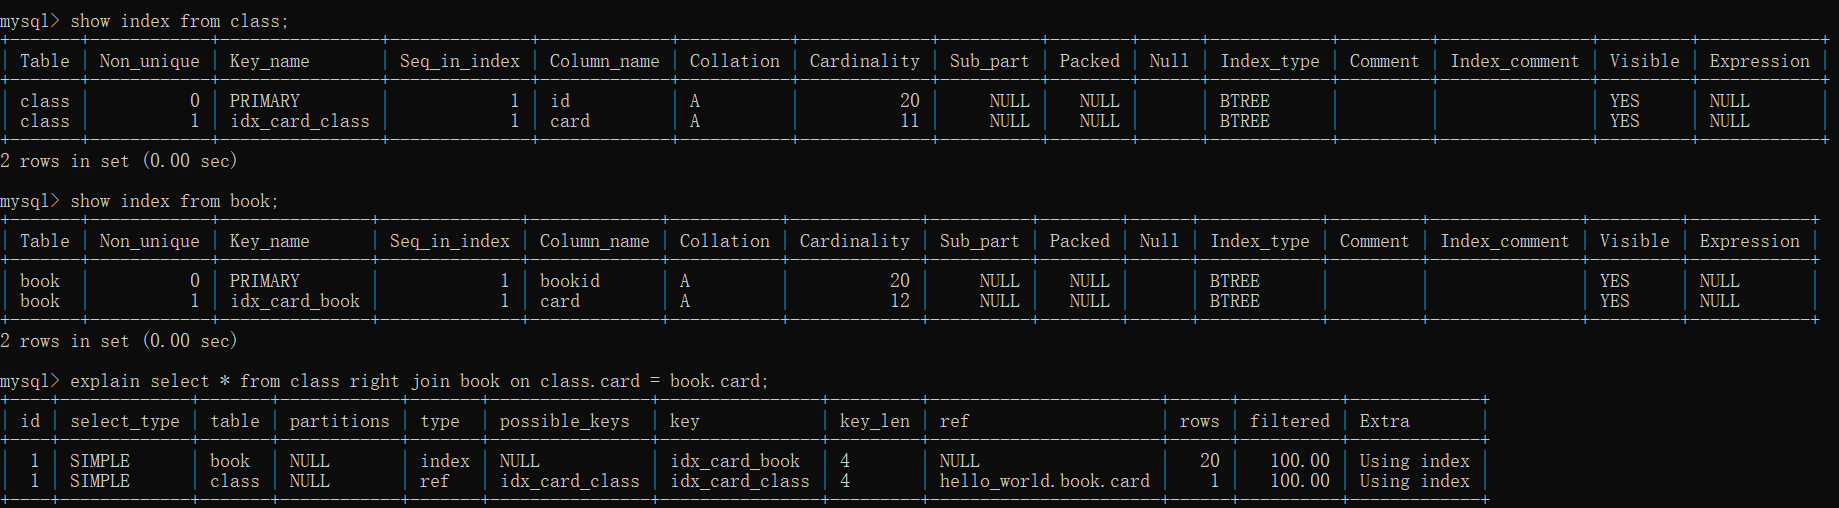 mysql> show index from class;
+-------+------------+----------------+--------------+-------------+-----------+-------------+----------+--------+------+------------+---------+---------------+---------+------------+
| Table | Non_unique | Key_name       | Seq_in_index | Column_name | Collation | Cardinality | Sub_part | Packed | Null | Index_type | Comment | Index_comment | Visible | Expression |
+-------+------------+----------------+--------------+-------------+-----------+-------------+----------+--------+------+------------+---------+---------------+---------+------------+
| class |          0 | PRIMARY        |            1 | id          | A         |          20 |     NULL |   NULL |      | BTREE      |         |               | YES     | NULL       |
| class |          1 | idx_card_class |            1 | card        | A         |          11 |     NULL |   NULL |      | BTREE      |         |               | YES     | NULL       |
+-------+------------+----------------+--------------+-------------+-----------+-------------+----------+--------+------+------------+---------+---------------+---------+------------+
2 rows in set (0.00 sec)
mysql> show index from book;
+-------+------------+---------------+--------------+-------------+-----------+-------------+----------+--------+------+------------+---------+---------------+---------+------------+
| Table | Non_unique | Key_name      | Seq_in_index | Column_name | Collation | Cardinality | Sub_part | Packed | Null | Index_type | Comment | Index_comment | Visible | Expression |
+-------+------------+---------------+--------------+-------------+-----------+-------------+----------+--------+------+------------+---------+---------------+---------+------------+
| book  |          0 | PRIMARY       |            1 | bookid      | A         |          20 |     NULL |   NULL |      | BTREE      |         |               | YES     | NULL       |
| book  |          1 | idx_card_book |            1 | card        | A         |          12 |     NULL |   NULL |      | BTREE      |         |               | YES     | NULL       |
+-------+------------+---------------+--------------+-------------+-----------+-------------+----------+--------+------+------------+---------+---------------+---------+------------+
2 rows in set (0.00 sec)
mysql> explain select * from class right join book on class.card = book.card;
+----+-------------+-------+------------+-------+----------------+----------------+---------+-----------------------+------+----------+-------------+
| id | select_type | table | partitions | type  | possible_keys  | key            | key_len | ref                   | rows | filtered | Extra       |
+----+-------------+-------+------------+-------+----------------+----------------+---------+-----------------------+------+----------+-------------+
|  1 | SIMPLE      | book  | NULL       | index | NULL           | idx_card_book  | 4       | NULL                  |   20 |   100.00 | Using index |
|  1 | SIMPLE      | class | NULL       | ref   | idx_card_class | idx_card_class | 4       | hello_world.book.card |    1 |   100.00 | Using index |
+----+-------------+-------+------------+-------+----------------+----------------+---------+-----------------------+------+----------+-------------+